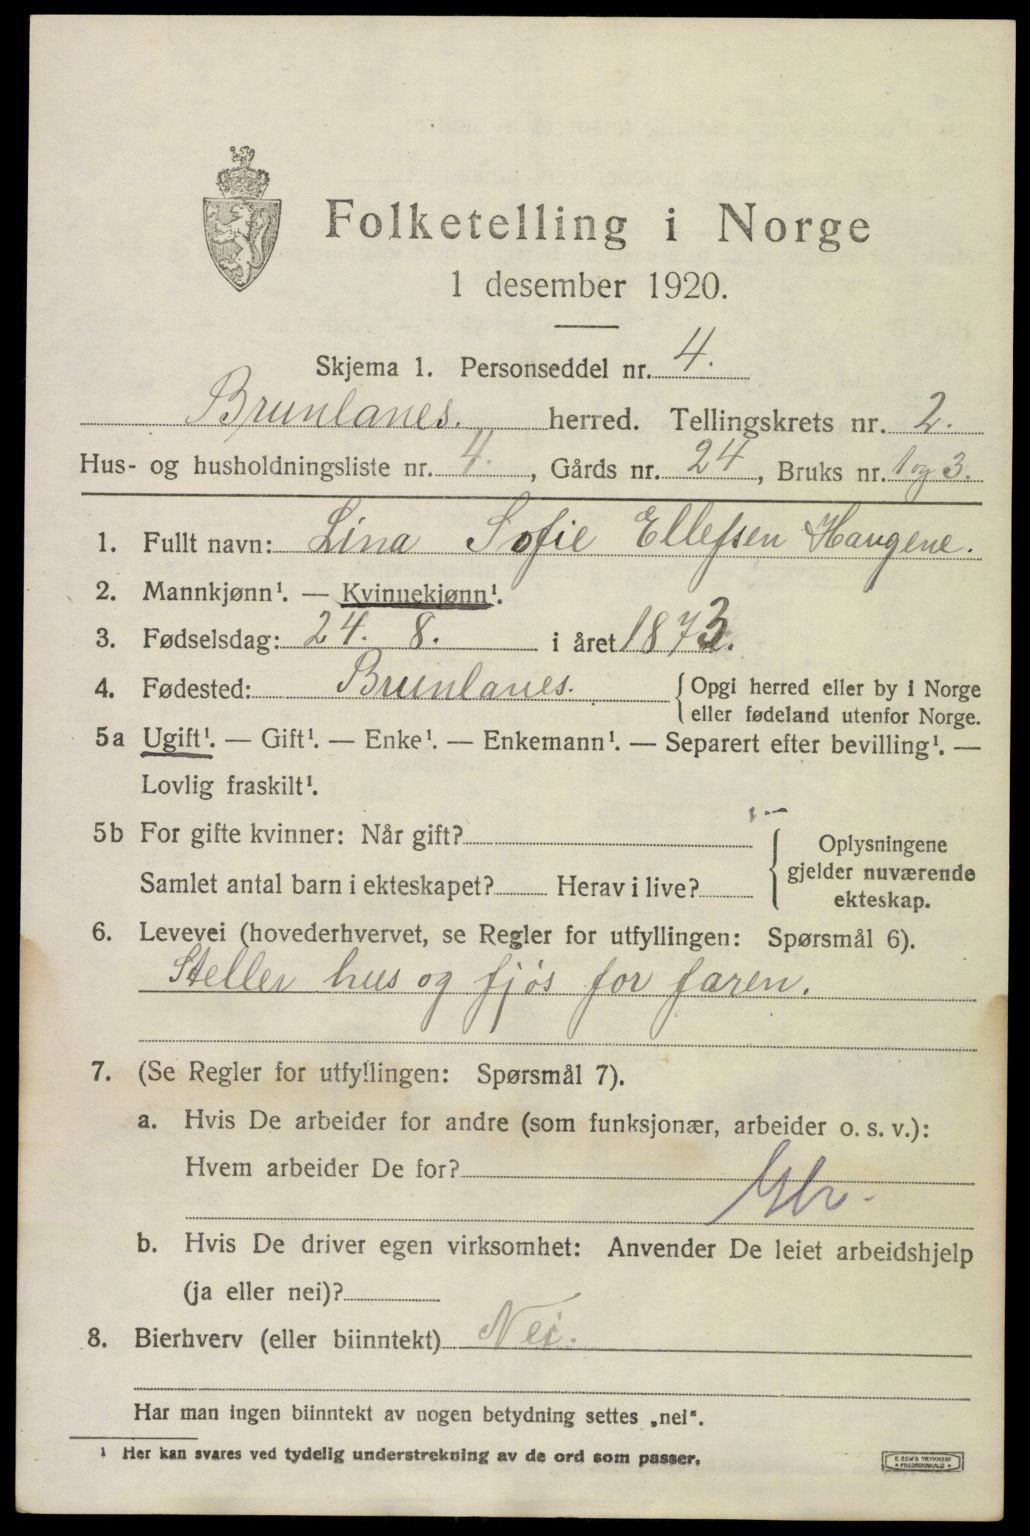 Folketelling i Norge
1 desember 1920.
Skjema 1. Personseddel nr. 4.
Brunlanes. herred. Tellingskrets nr. 2.
Hus- og husholdningsliste nr. 4. , Gårds nr. 24 , Bruks nr. 1 og 3.
1. Fullt navn: Lina Sofie Ellefsen Haugene.
2. Mannkjønn¹. — Kvinnekjønn¹.
3. Fødselsdag: 24. 8. i året 1873.
4. Fødested: Brunlanes. { Opgi herred eller by i Norge
eller fødeland utenfor Norge.
5a Ugift¹. — Gift¹. — Enke¹. — Enkemann¹. — Separert efter bevilling¹. —
Lovlig fraskilt¹.
5b For gifte kvinner: Når gift?
Samlet antal barn i ekteskapet? Herav i live?
Oplysningene
gjelder nuværende
ekteskap.
6. Levevei (hovederhvervet, se Regler for utfyllingen: Spørsmål 6).
Steller hus og fjøs for faren.
7. (Se Regler for utfyllingen: Spørsmål 7).
a. Hvis De arbeider for andre (som funksjonær, arbeider o. s. v.):
Hvem arbeider De for?
b. Hvis De driver egen virksomhet: Anvender De leiet arbeidshjelp
(ja eller nei)?
8. Bierhverv (eller biinntekt) Nei.
Har man ingen biinntekt av nogen betydning settes „nei“.
¹ Her kan svares ved tydelig understrekning av de ord som passer.